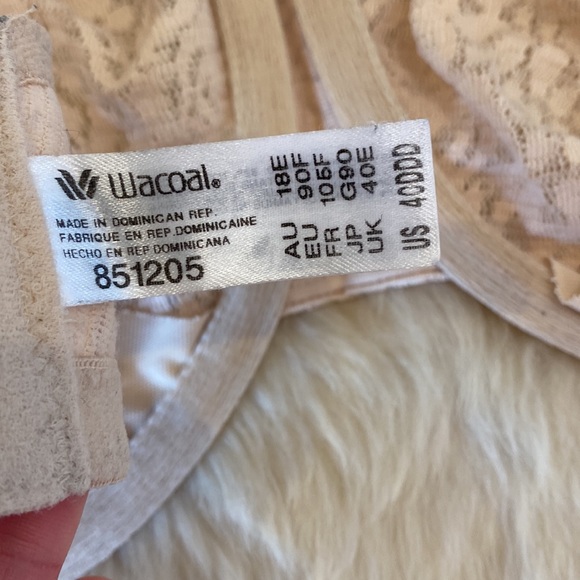 Wacoal®
MADE IN DOMINICAN REP.
FABRIQUE EN REP.DOMINICAINE
HECHO EN REP DOMINICANA
851205
AU 18E
EU 90F
FR 105F
JP G90
UK 40E
US 40DDD